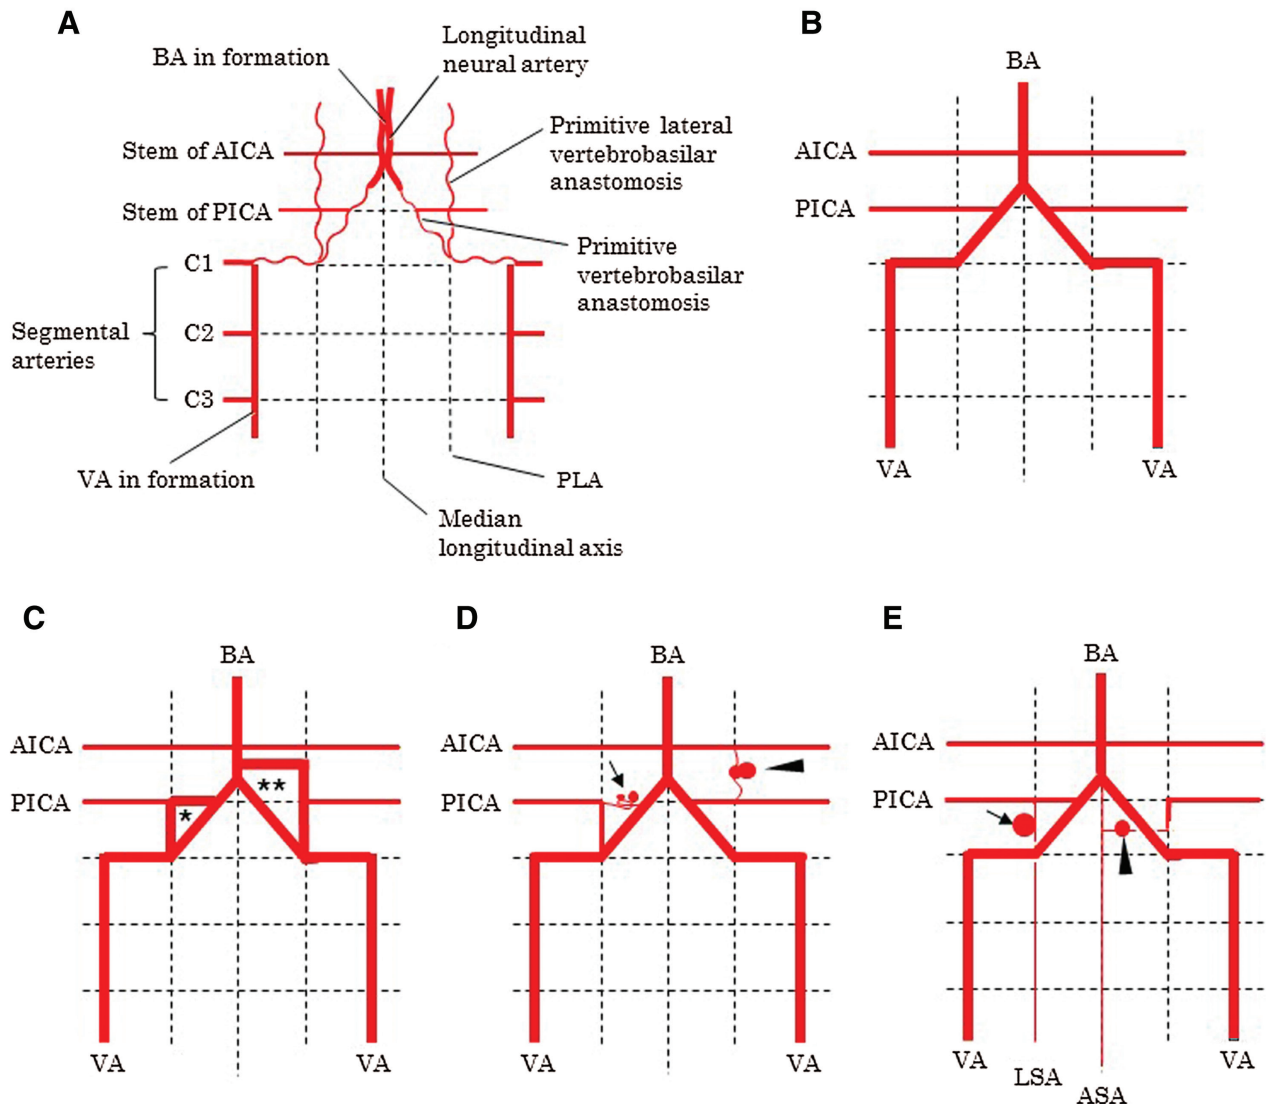 A
BA in formation
Longitudinal
neural artery
Stem of AICA
Primitive lateral
vertebrobasilar
anastomosis
Stem of PICA
Primitive
vertebrobasilar
anastomosis
C1
Segmental
arteries
C2
C3
VA in formation
PLA
Median
longitudinal axis
B
BA
AICA
PICA
VA
VA
C
BA
AICA
PICA
*
**
VA
VA
D
BA
AICA
PICA
VA
VA
E
BA
AICA
PICA
VA
LSA
ASA
VA